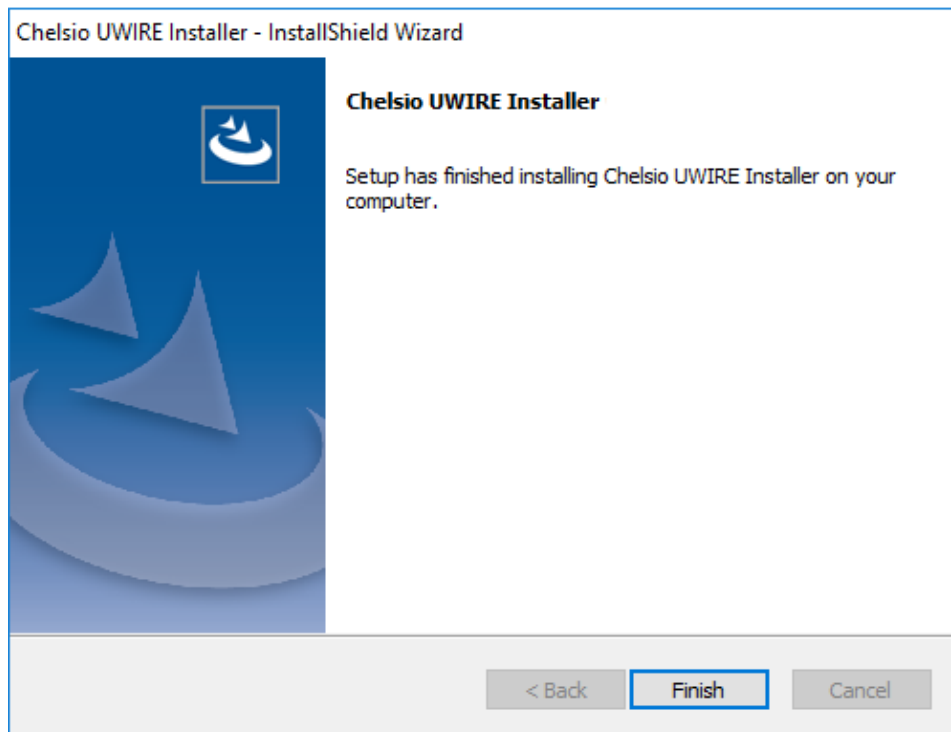 Chelsio UWIRE Installer - InstallShield Wizard
Chelsio UWIRE Installer
Setup has finished installing Chelsio UWIRE Installer on your
computer.
< Back
Finish
Cancel